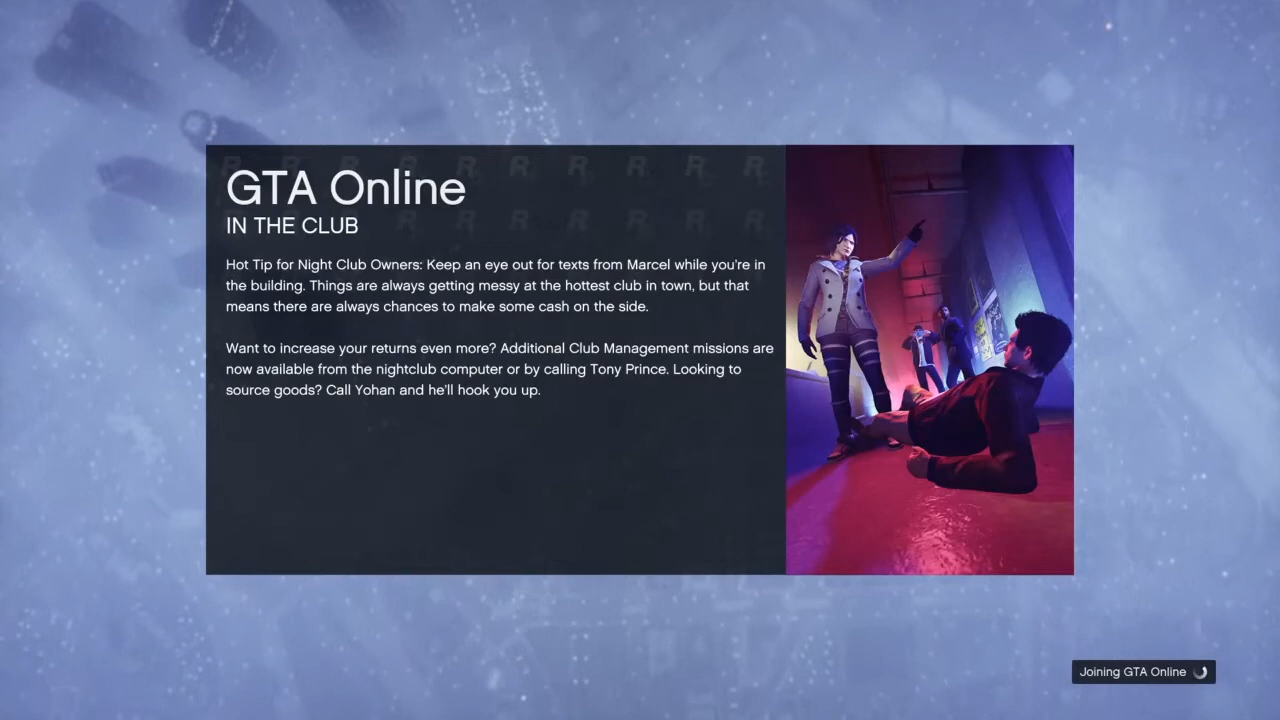 GTA Online
IN THE CLUB
Hot Tip for Night Club Owners: Keep an eye out for texts from Marcel while you're in
the building. Things are always getting messy at the hottest club in town, but that
means there are always chances to make some cash on the side.
Want to increase your returns even more? Additional Club Management missions are
now available from the nightclub computer or by calling Tony Prince. Looking to
source goods? Call Yohan and he'll hook you up.
Joining GTA Online